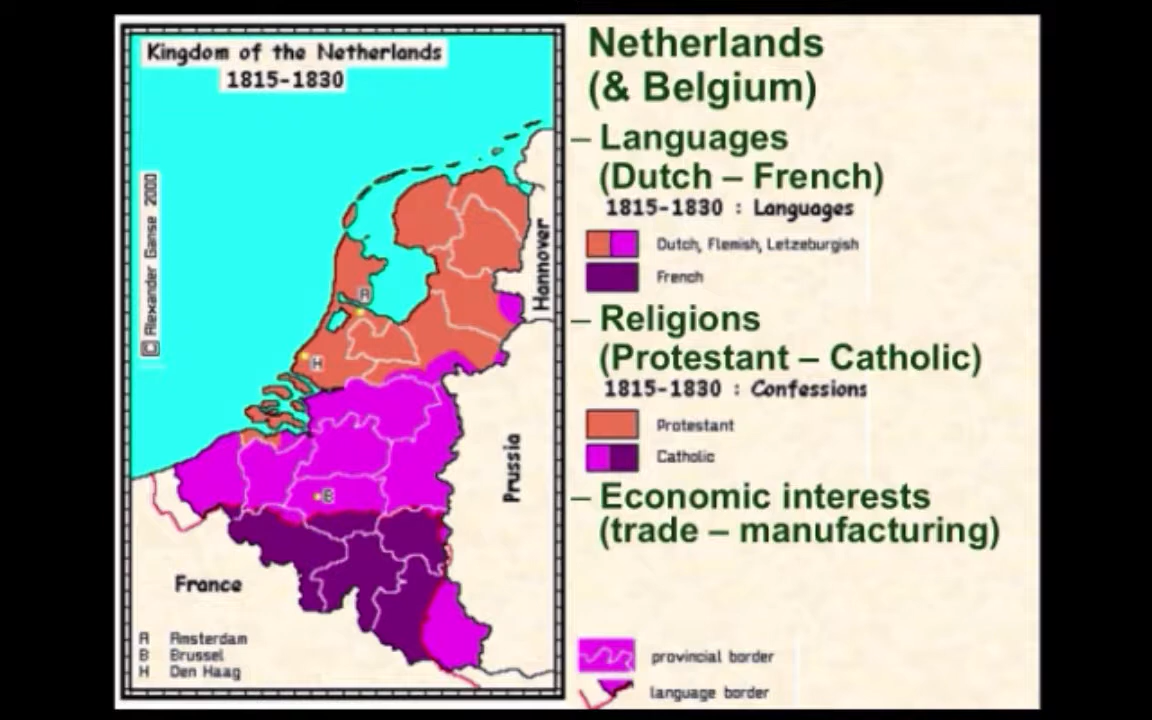 Kingdom of the Netherlands
1815-1830
© Alexander Ganse 2000
Hannover
A
H
Prussia
B
France
A Amsterdam
B Brussel
H Den Haag
Netherlands
(& Belgium)
– Languages
(Dutch – French)
1815-1830 : Languages
Dutch, Flemish, Letzeburgish
French
– Religions
(Protestant – Catholic)
1815-1830 : Confessions
Protestant
Catholic
– Economic interests
(trade – manufacturing)
provincial border
language border